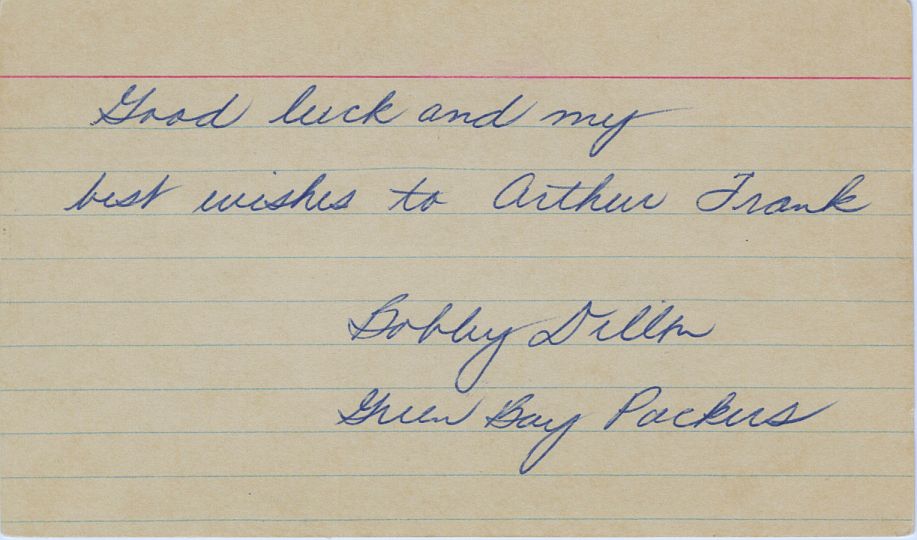 Good luck and my
best wishes to Arthur Frank
Bobby Dillon
Green Bay Packers